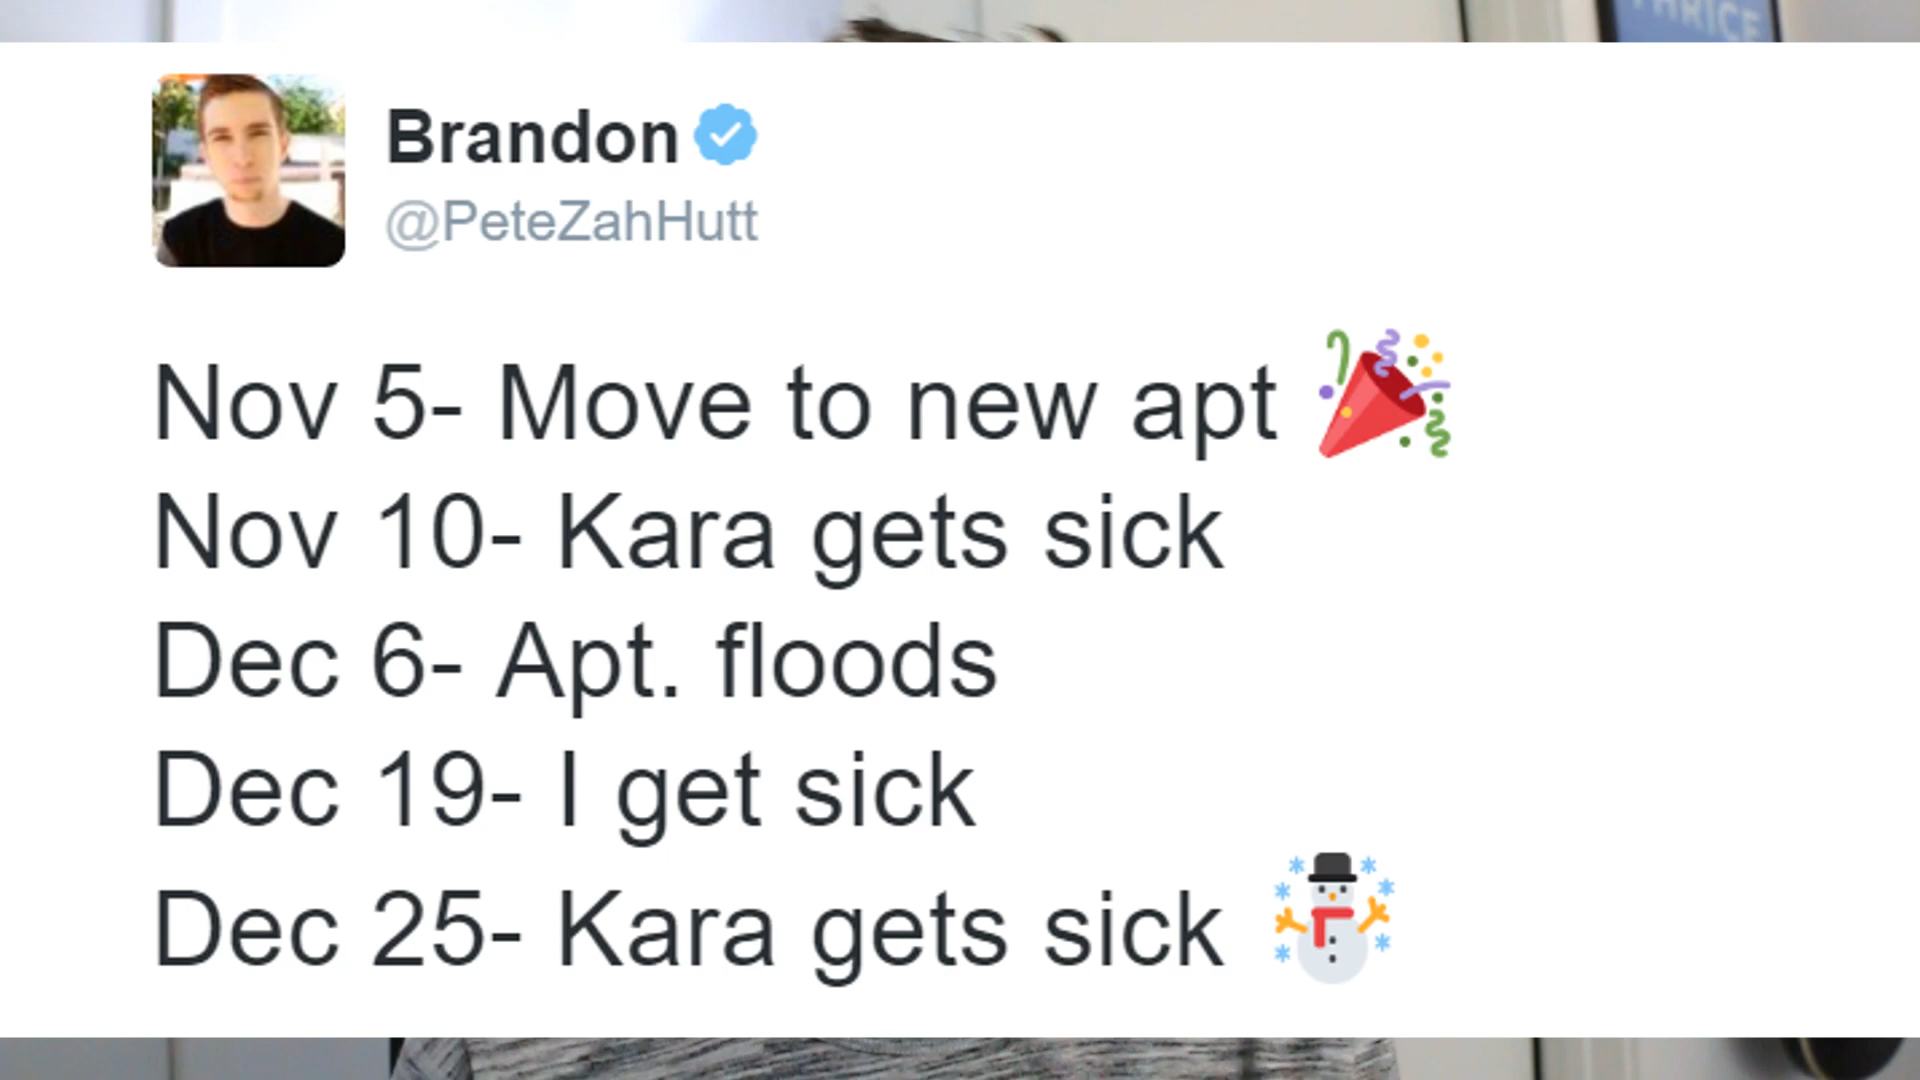 THRICE
Brandon
@PeteZahHutt
Nov 5- Move to new apt 🎉
Nov 10- Kara gets sick
Dec 6- Apt. floods
Dec 19- I get sick
Dec 25- Kara gets sick ☃️